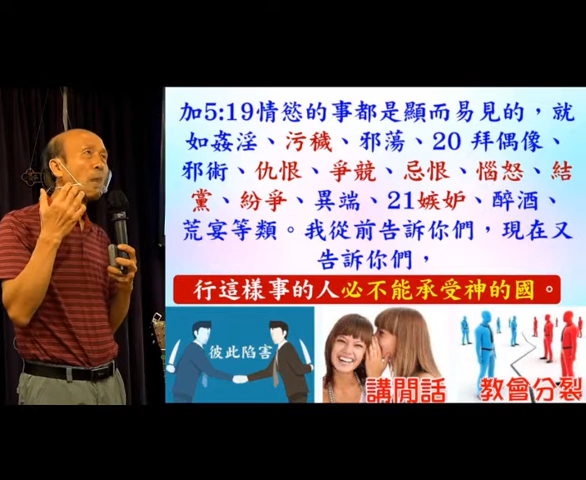 加5:19情慾的事都是顯而易見的，就
如姦淫、污穢、邪蕩、20 拜偶像、
邪術、仇恨、爭競、忌恨、惱怒、結
黨、紛爭、異端、21嫉妒、醉酒、
荒宴等類。我從前告訴你們，現在又
告訴你們，
行這樣事的人必不能承受神的國。
彼此陷害
講閒話
教會分裂